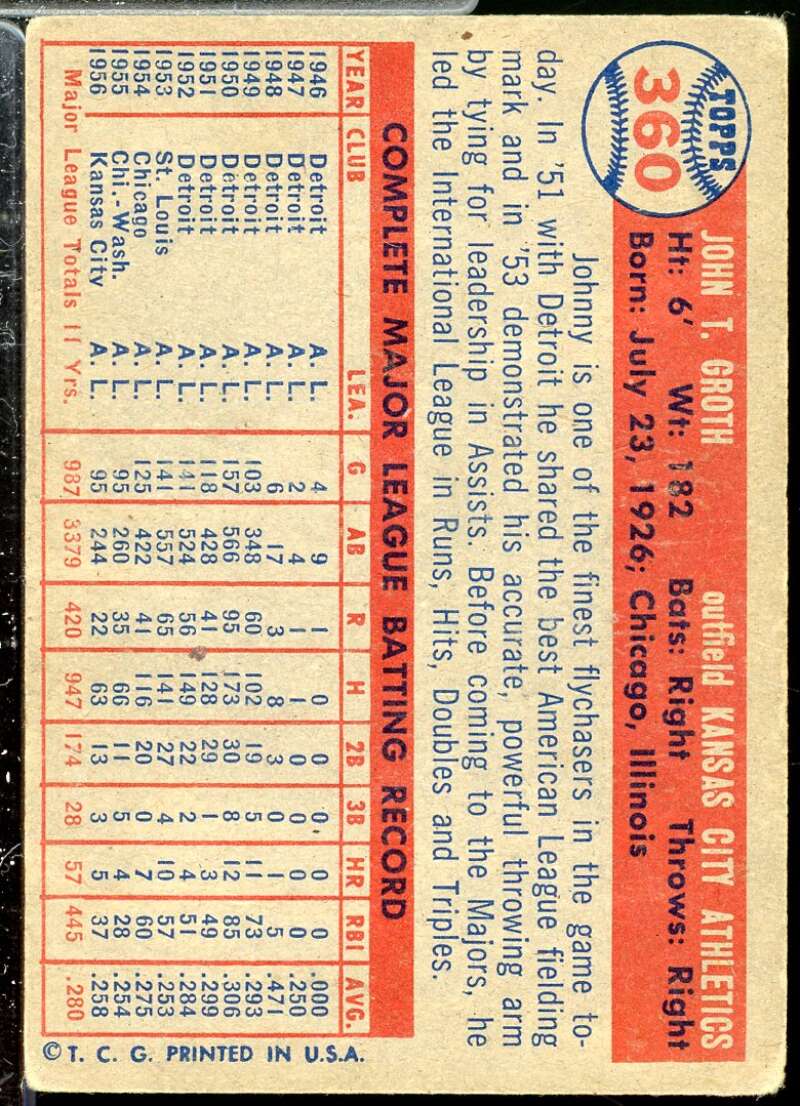 TOPPS
360
JOHN T. GROTH outfield KANSAS CITY ATHLETICS
Ht: 6' Wt: 182 Bats: Right Throws: Right
Born: July 23, 1926; Chicago, Illinois
Johnny is one of the finest flychasers in the game to-
day. In '51 with Detroit he shared the best American League fielding
mark and in '53 demonstrated his accurate, powerful throwing arm
by tying for leadership in Assists. Before coming to the Majors, he
led the International League in Runs, Hits, Doubles and Triples.
COMPLETE MAJOR LEAGUE BATTING RECORD
YEAR CLUB LEA. G AB R H 2B 3B HR RBI AVG.
1946 Detroit A. L. 4 9 1 0 0 0 0 0 .000
1947 Detroit A. L. 2 4 1 1 0 0 0 0 .250
1948 Detroit A. L. 6 17 3 8 3 0 1 5 .471
1949 Detroit A. L. 103 348 60 102 19 5 11 73 .293
1950 Detroit A. L. 157 566 95 173 30 8 12 85 .306
1951 Detroit A. L. 118 428 41 128 29 1 3 49 .299
1952 Detroit A. L. 141 524 56 149 22 2 4 51 .284
1953 St. Louis A. L. 141 557 65 141 27 4 10 57 .253
1954 Chicago A. L. 125 422 41 116 20 0 7 60 .275
1955 Chi.-Wash. A. L. 95 260 35 66 11 5 4 28 .254
1956 Kansas City A. L. 95 244 22 63 13 3 5 37 .258
Major League Totals 11 Yrs. 987 3379 420 947 174 28 57 445 .280
© T. C. G. PRINTED IN U.S.A.